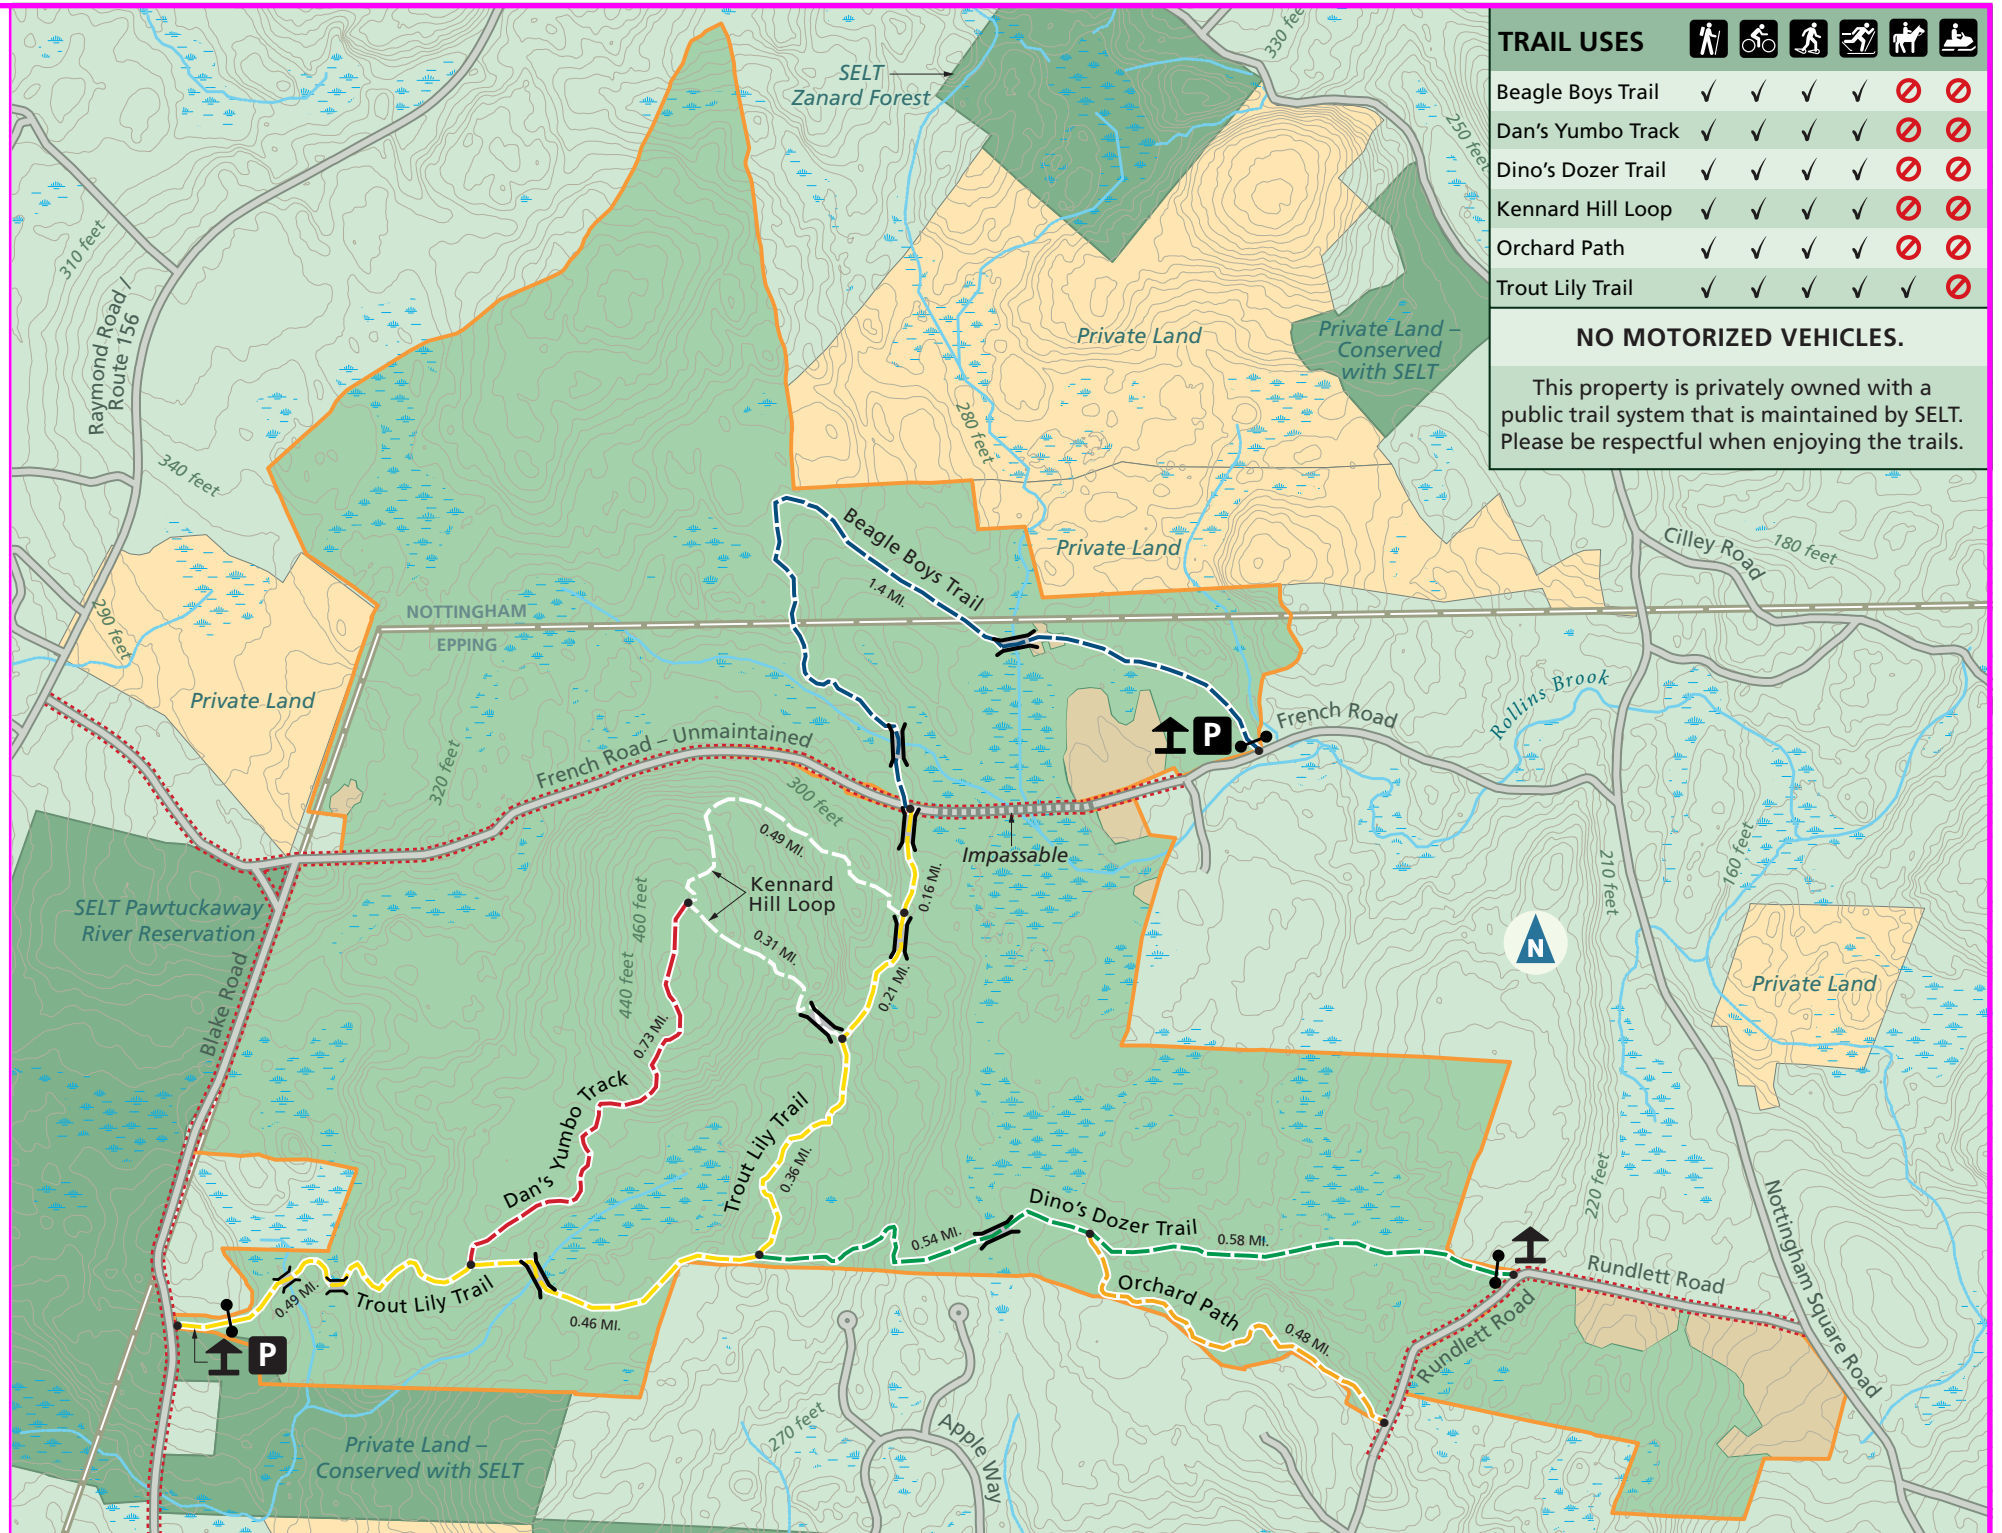 TRAIL USES
Beagle Boys Trail
Dan's Yumbo Track
Dino's Dozer Trail
Kennard Hill Loop
Orchard Path
Trout Lily Trail
NO MOTORIZED VEHICLES.
This property is privately owned with a
public trail system that is maintained by SELT.
Please be respectful when enjoying the trails.
SELT
Zanard Forest
330 feet
250 feet
310 feet
Raymond Road /
Route 156
Private Land
Private Land –
Conserved
with SELT
280 feet
340 feet
Beagle Boys Trail
1.4 MI.
Private Land
Cilley Road
180 feet
290 feet
NOTTINGHAM
EPPING
Private Land
French Road – Unmaintained
320 feet
300 feet
P
French Road
Rollins Brook
Impassable
0.49 MI.
Kennard
Hill Loop
0.31 MI.
0.16 MI.
0.21 MI.
460 feet
440 feet
SELT Pawtuckaway
River Reservation
Blake Road
210 feet
160 feet
N
Private Land
0.73 MI.
Dan's Yumbo Track
Trout Lily Trail
0.36 MI.
Dino's Dozer Trail
0.54 MI.
0.58 MI.
220 feet
Nottingham Square Road
Rundlett Road
Rundlett Road
Orchard Path
0.48 MI.
0.49 MI.
Trout Lily Trail
0.46 MI.
P
270 feet
Apple Way
Private Land –
Conserved with SELT